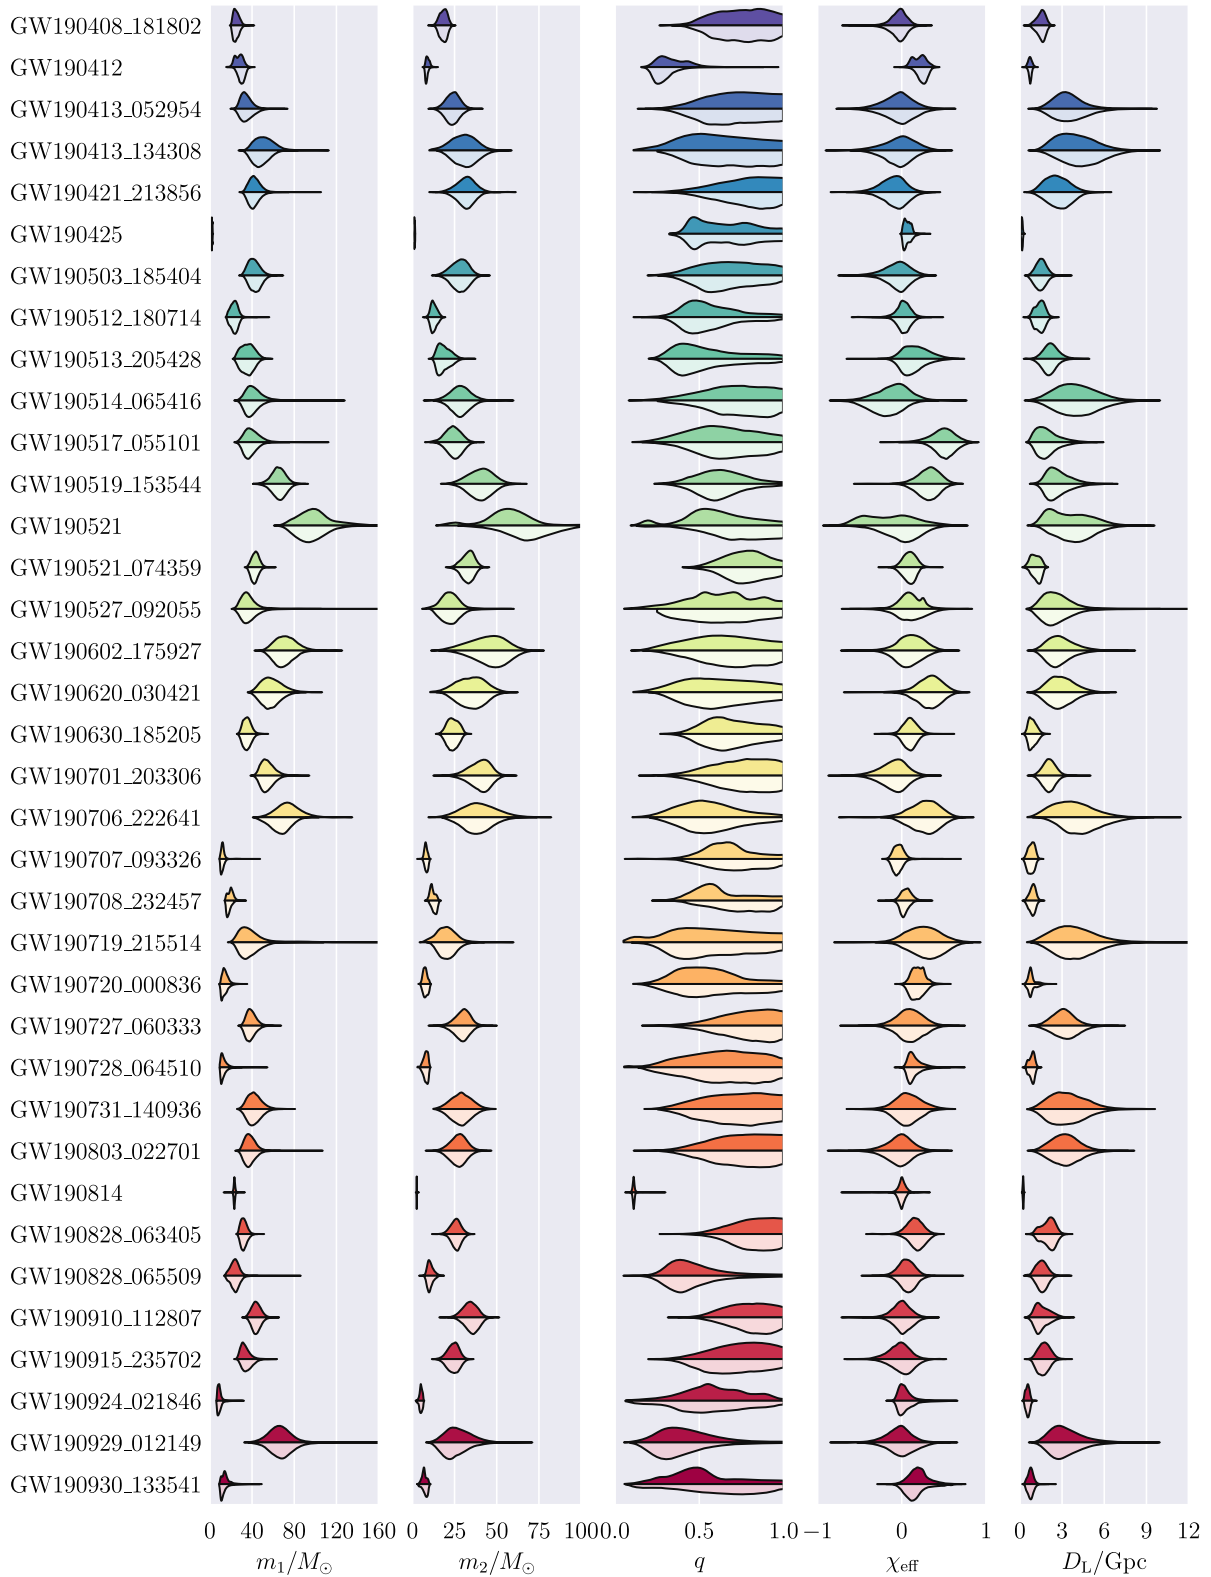 GW190408_181802
GW190412
GW190413_052954
GW190413_134308
GW190421_213856
GW190425
GW190503_185404
GW190512_180714
GW190513_205428
GW190514_065416
GW190517_055101
GW190519_153544
GW190521
GW190521_074359
GW190527_092055
GW190602_175927
GW190620_030421
GW190630_185205
GW190701_203306
GW190706_222641
GW190707_093326
GW190708_232457
GW190719_215514
GW190720_000836
GW190727_060333
GW190728_064510
GW190731_140936
GW190803_022701
GW190814
GW190828_063405
GW190828_065509
GW190910_112807
GW190915_235702
GW190924_021846
GW190929_012149
GW190930_133541
0 40 80 120 160 0 25 50 75 100 0.0 0.5 1.0 −1 0 1 0 3 6 9 12
m₁/M☉ m₂/M☉ q χeff DL/Gpc